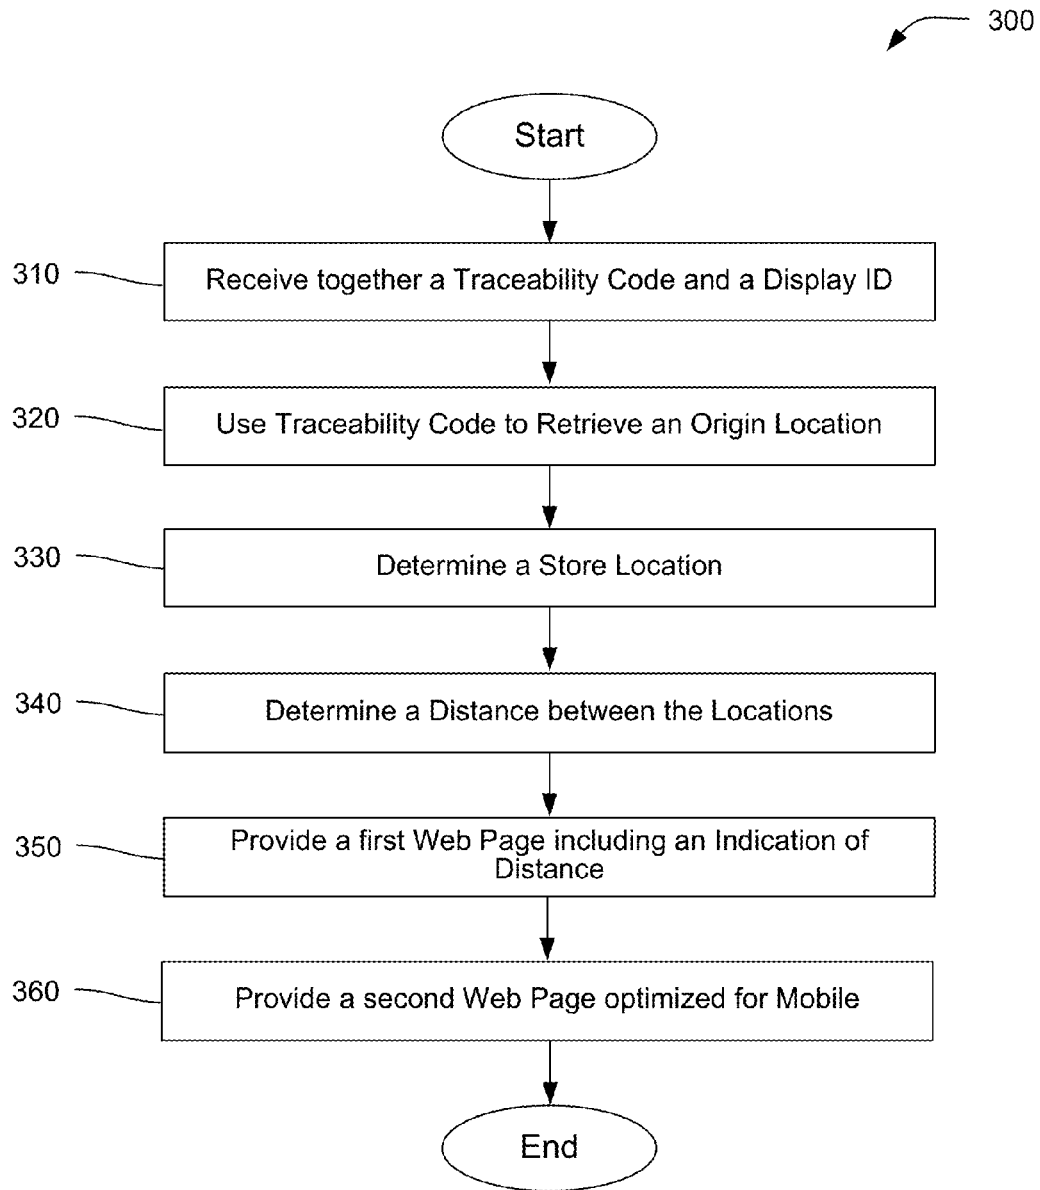 300
Start
310
Receive together a Traceability Code and a Display ID
320
Use Traceability Code to Retrieve an Origin Location
330
Determine a Store Location
340
Determine a Distance between the Locations
350
Provide a first Web Page including an Indication of
Distance
360
Provide a second Web Page optimized for Mobile
End